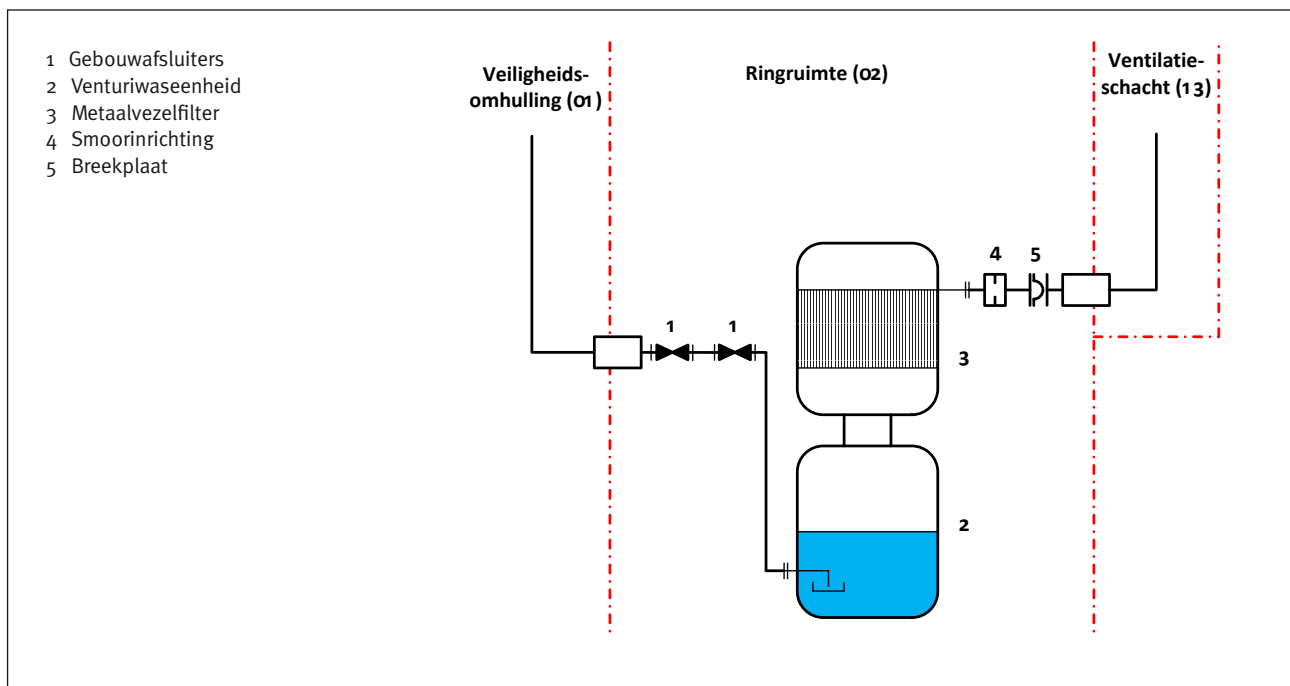 1 Gebouwafsluiters
2 Venturiwaseenheid
3 Metaalvezelfilter
4 Smoorinrichting
5 Breekplaat
Veiligheids-
omhulling (01)
Ringruimte (02)
Ventilatie-
schacht (13)
4
5
1
1
3
2